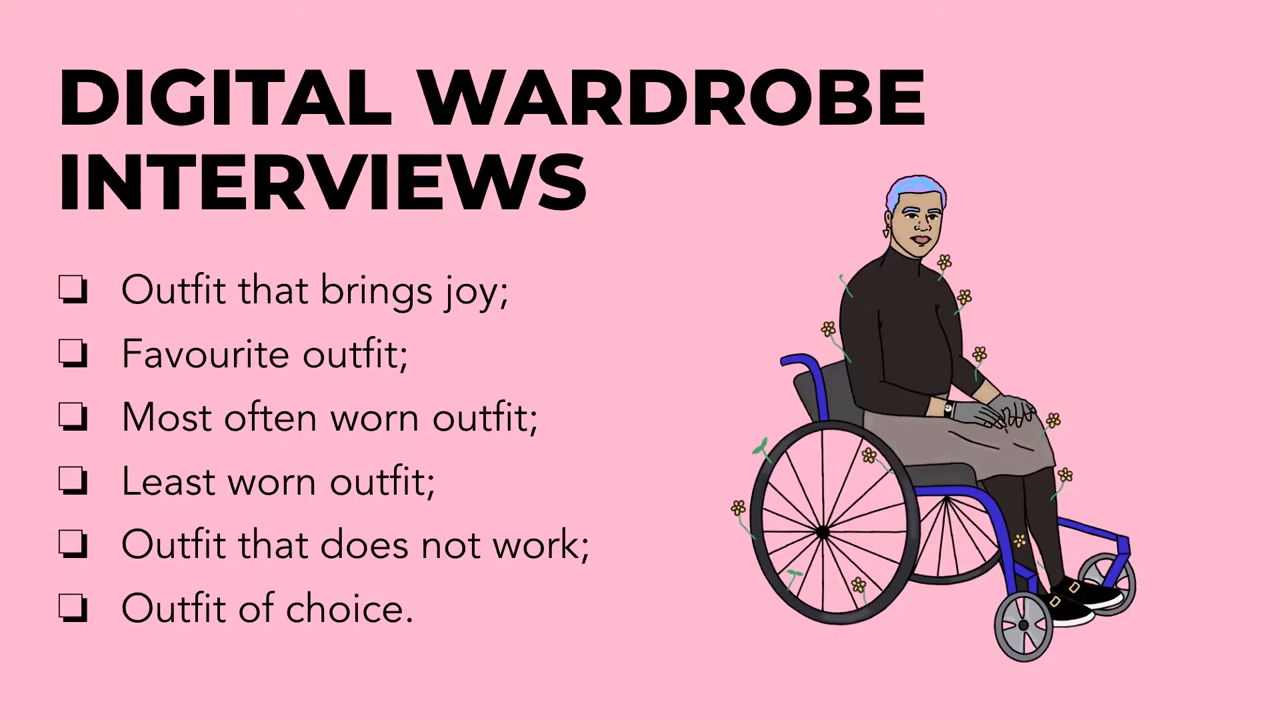 DIGITAL WARDROBE
INTERVIEWS
❏ Outfit that brings joy;
❏ Favourite outfit;
❏ Most often worn outfit;
❏ Least worn outfit;
❏ Outfit that does not work;
❏ Outfit of choice.